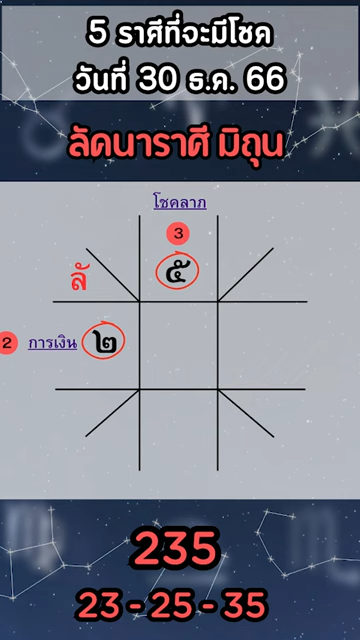 5 ราศีที่จะมีโชค
วันที่ 30 ธ.ค. 66
ลัคนาราศี มิถุน
โชคลาภ
3
ลั
๕
2 การเงิน ๒
235
23 - 25 - 35